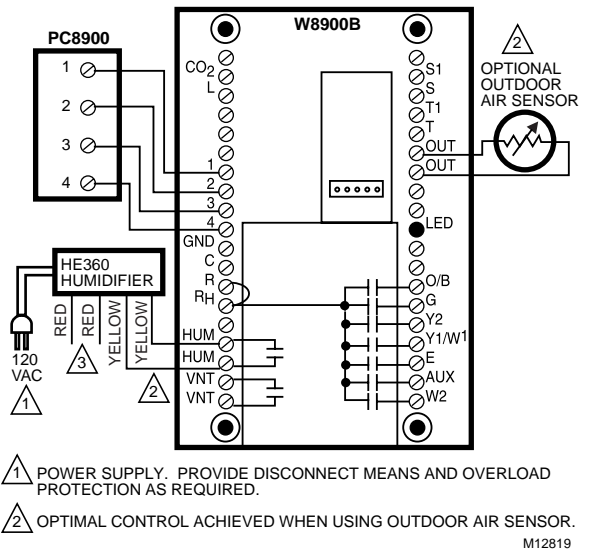 W8900B
PC8900
1
2
3
4
CO2
L
1
2
3
4
GND
C
R
RH
HUM
HUM
VNT
VNT
S1
S
T1
T
OUT
OUT
LED
O/B
G
Y2
Y1/W1
E
AUX
W2
2
OPTIONAL
OUTDOOR
AIR SENSOR
HE360
HUMIDIFIER
RED
RED
YELLOW
YELLOW
120
VAC
1
3
2
1 POWER SUPPLY. PROVIDE DISCONNECT MEANS AND OVERLOAD
PROTECTION AS REQUIRED.
2 OPTIMAL CONTROL ACHIEVED WHEN USING OUTDOOR AIR SENSOR.
M12819